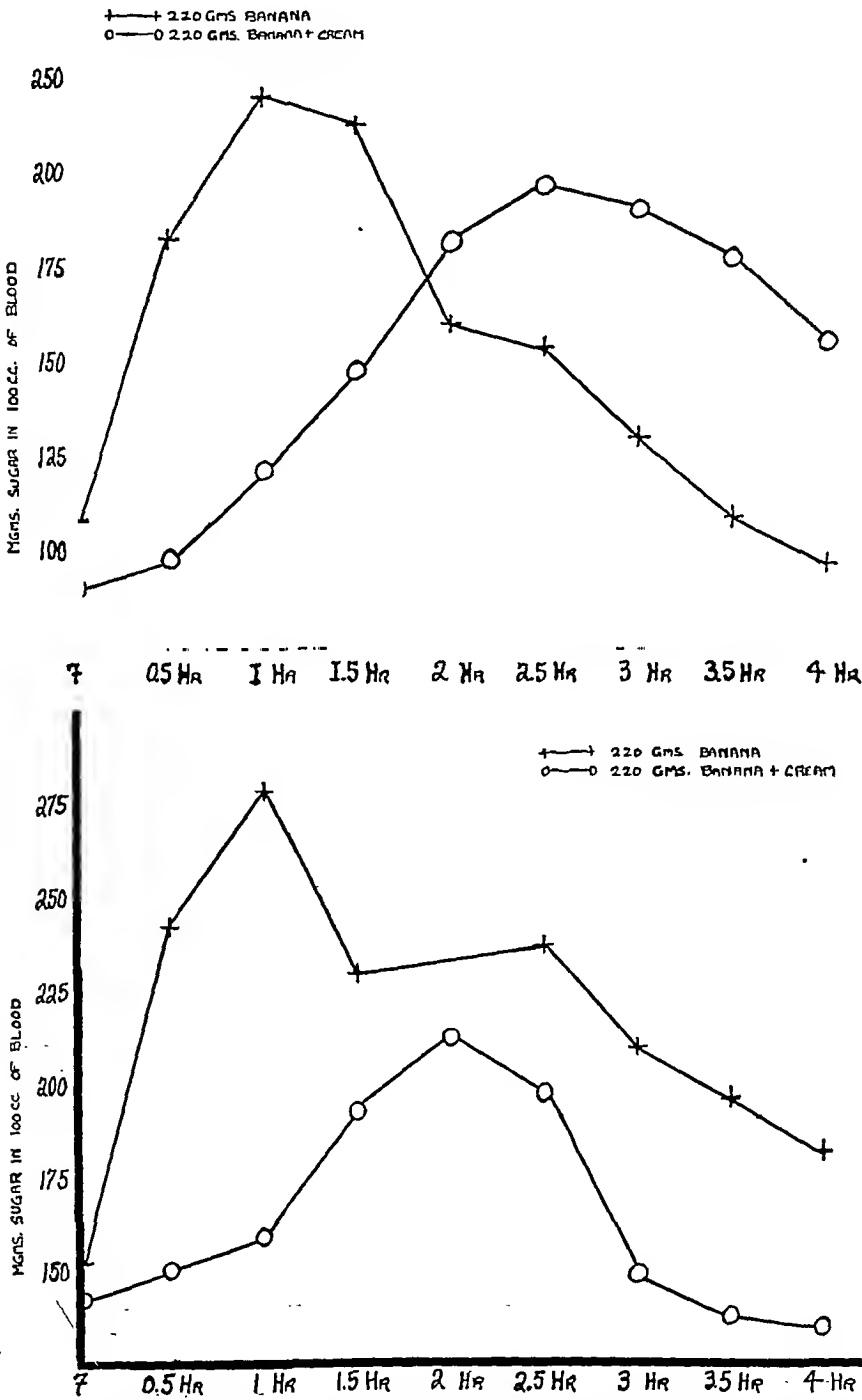 +—+ 220 GMS BANANA
O—O 220 GMS. BANANA + CREAM
250
200
175
150
125
100
MGMS. SUGAR IN 100CC. OF BLOOD
7 0.5 HR 1 HR 1.5 HR 2 HR 2.5 HR 3 HR 3.5 HR 4 HR
+—+ 220 GMS. BANANA
O—O 220 GMS. BANANA + CREAM
275
250
225
200
175
150
MGMS. SUGAR IN 100CC OF BLOOD
7 0.5 HR 1 HR 1.5 HR 2 HR 2.5 HR 3 HR 3.5 HR 4 HR